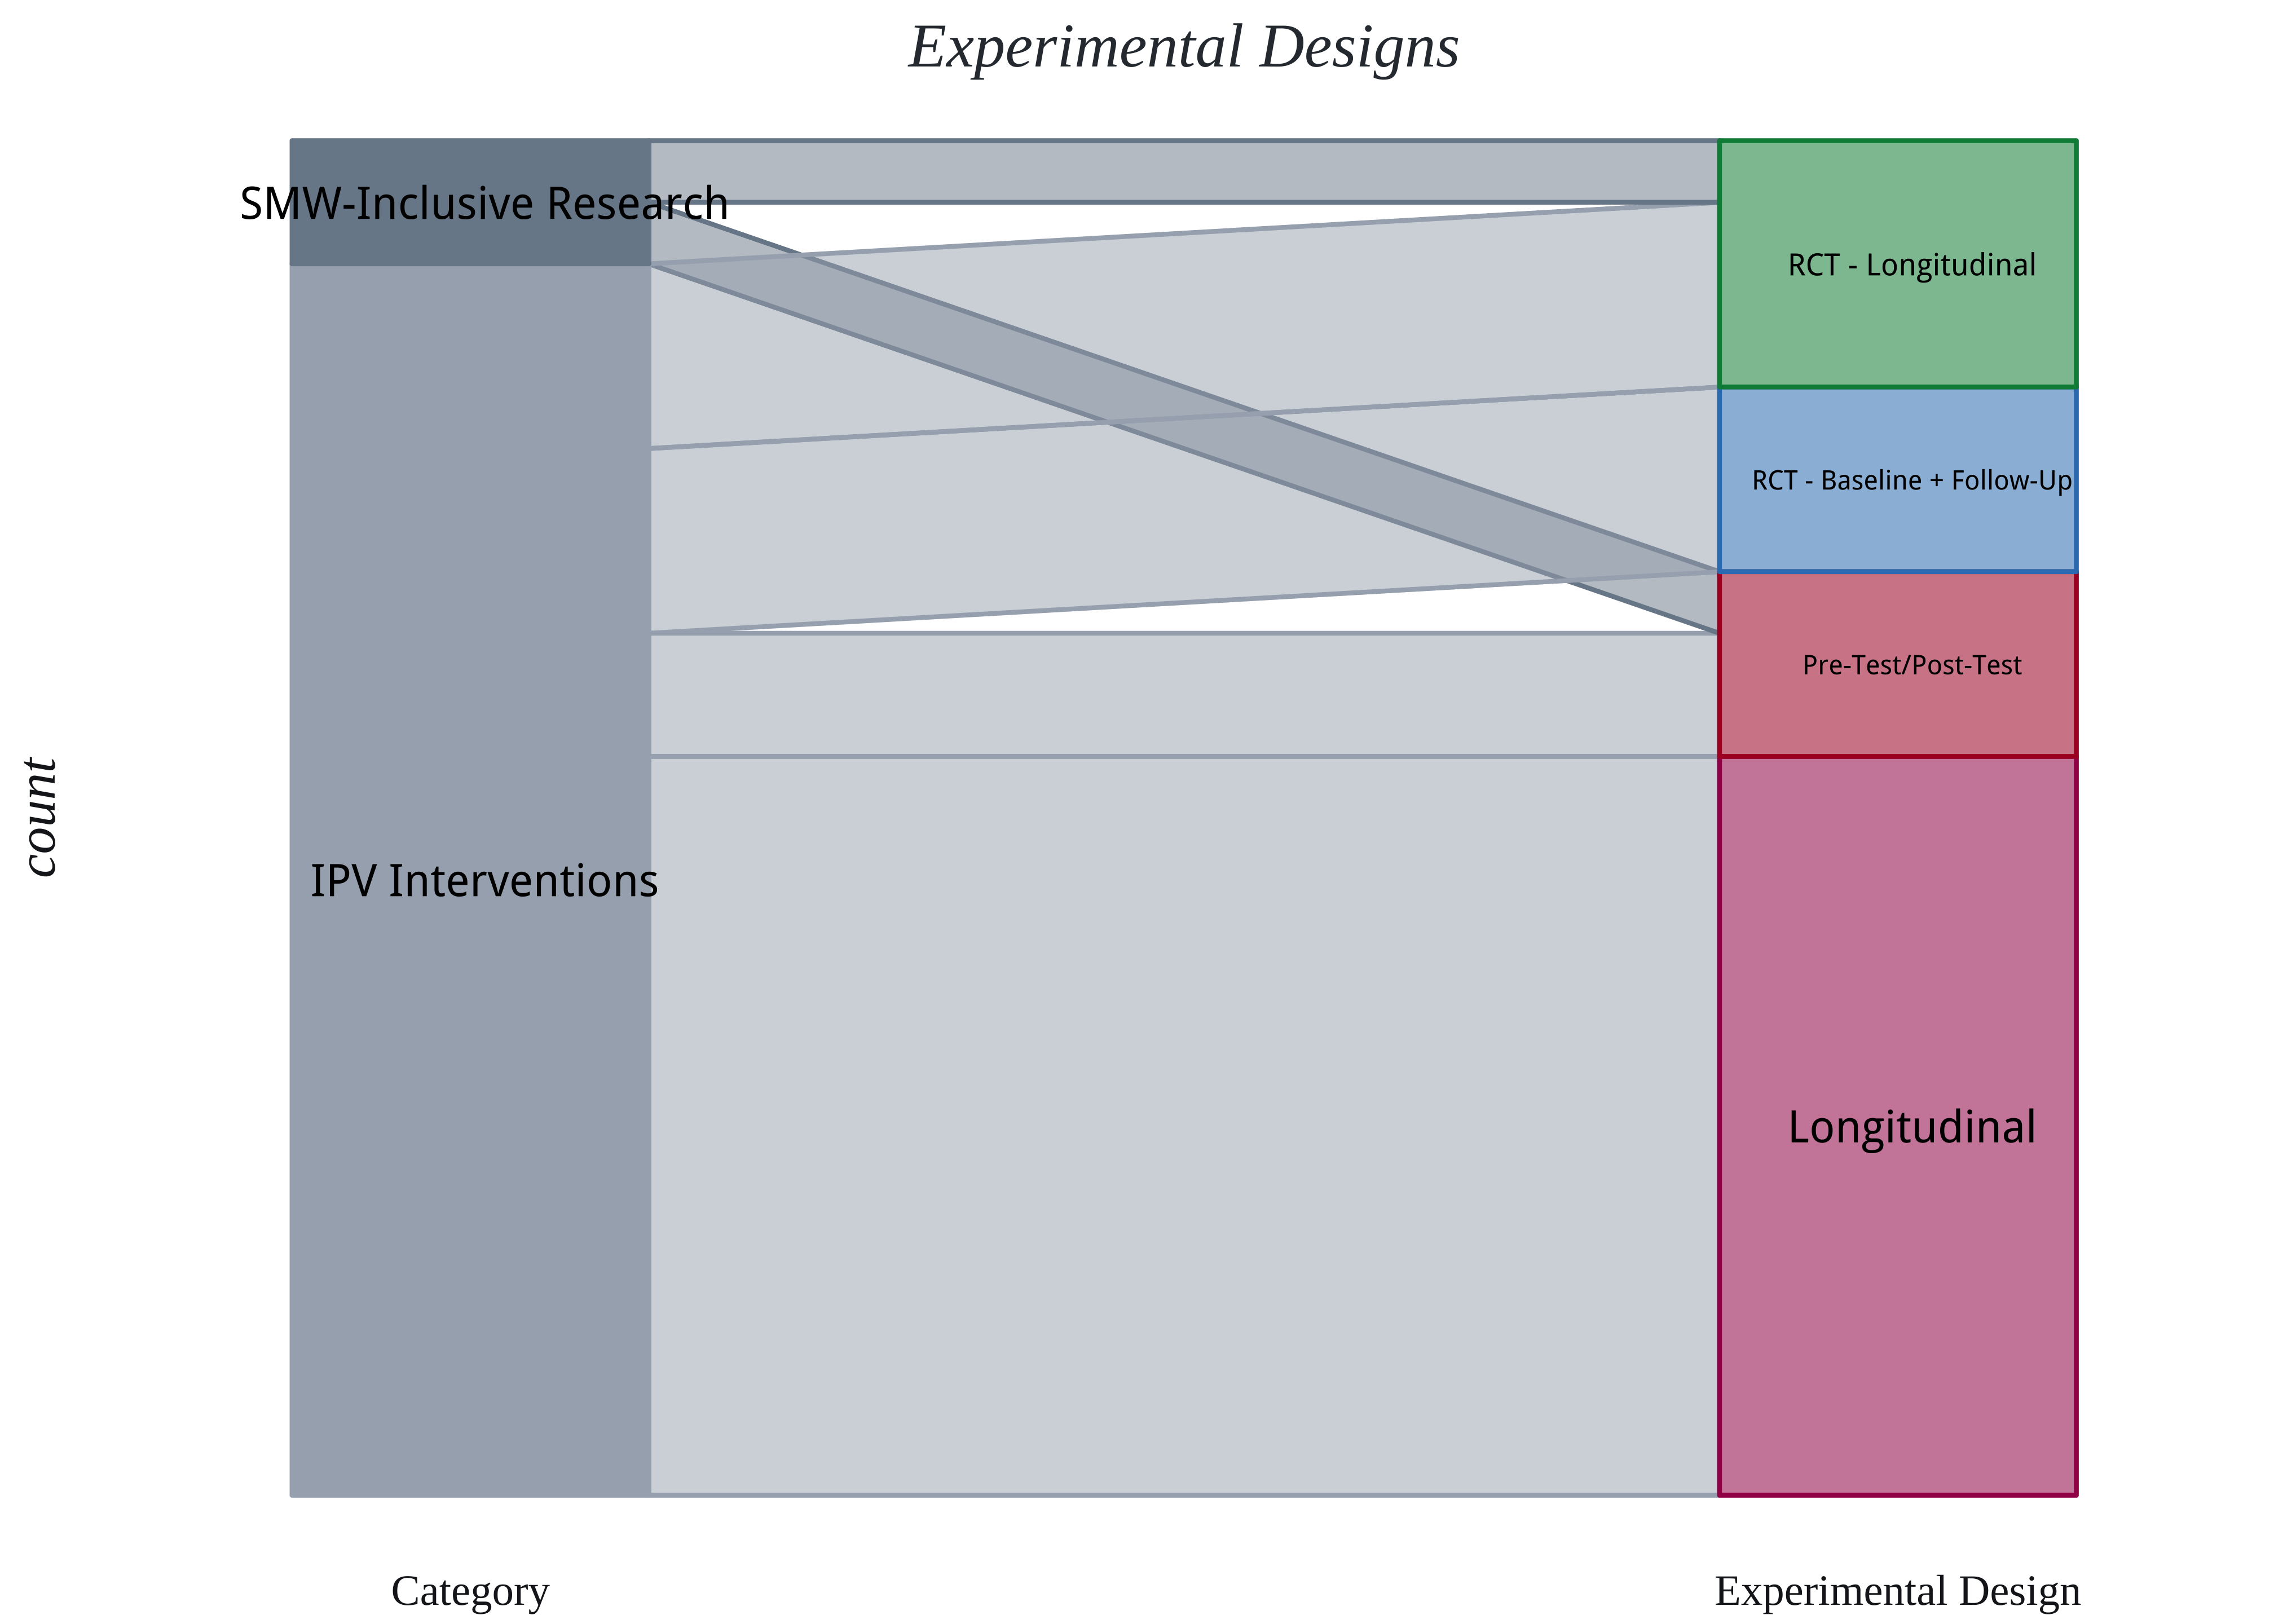 Experimental Designs
SMW-Inclusive Research
RCT - Longitudinal
RCT - Baseline + Follow-Up
Pre-Test/Post-Test
count
IPV Interventions
Longitudinal
Category
Experimental Design